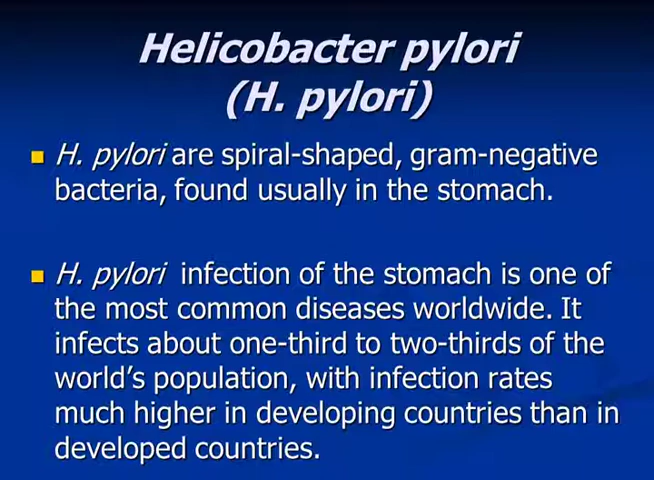 Helicobacter pylori
(H. pylori)
H. pylori are spiral-shaped, gram-negative
bacteria, found usually in the stomach.
H. pylori infection of the stomach is one of
the most common diseases worldwide. It
infects about one-third to two-thirds of the
world's population, with infection rates
much higher in developing countries than in
developed countries.